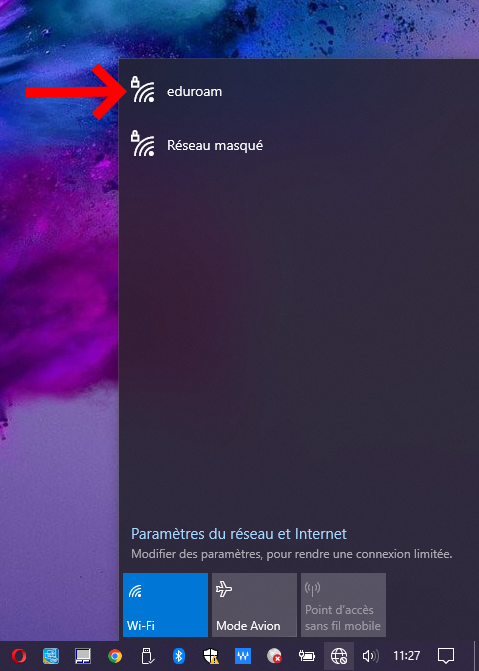 eduroam
Réseau masqué
Paramètres du réseau et Internet
Modifier des paramètres, pour rendre une connexion limitée.
Wi-Fi
Mode Avion
Point d'accès
sans fil mobile
11:27